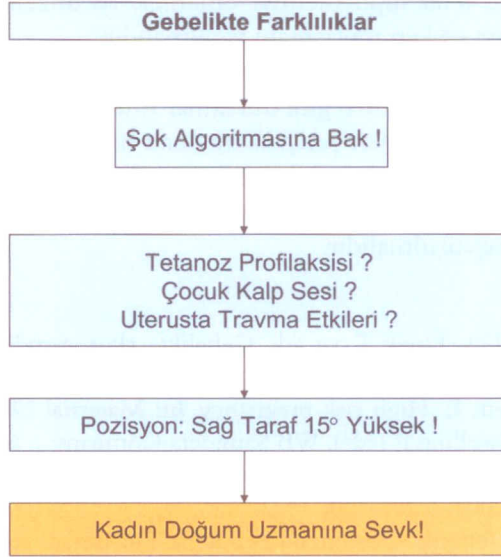 Gebelikte Farklılıklar
Şok Algoritmasına Bak !
Tetanoz Profilaksisi ?
Çocuk Kalp Sesi ?
Uterusta Travma Etkileri ?
Pozisyon: Sağ Taraf 15° Yüksek !
Kadın Doğum Uzmanına Sevk!